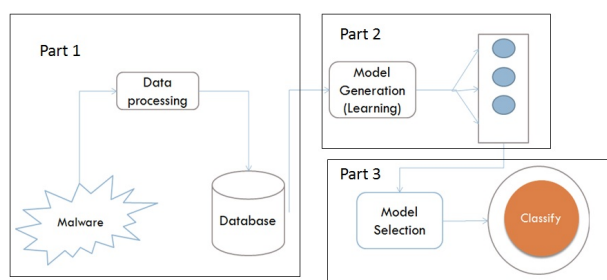 Part 1
Data
processing
Malware
Database
Part 2
Model
Generation
(Learning)
Part 3
Model
Selection
Classify